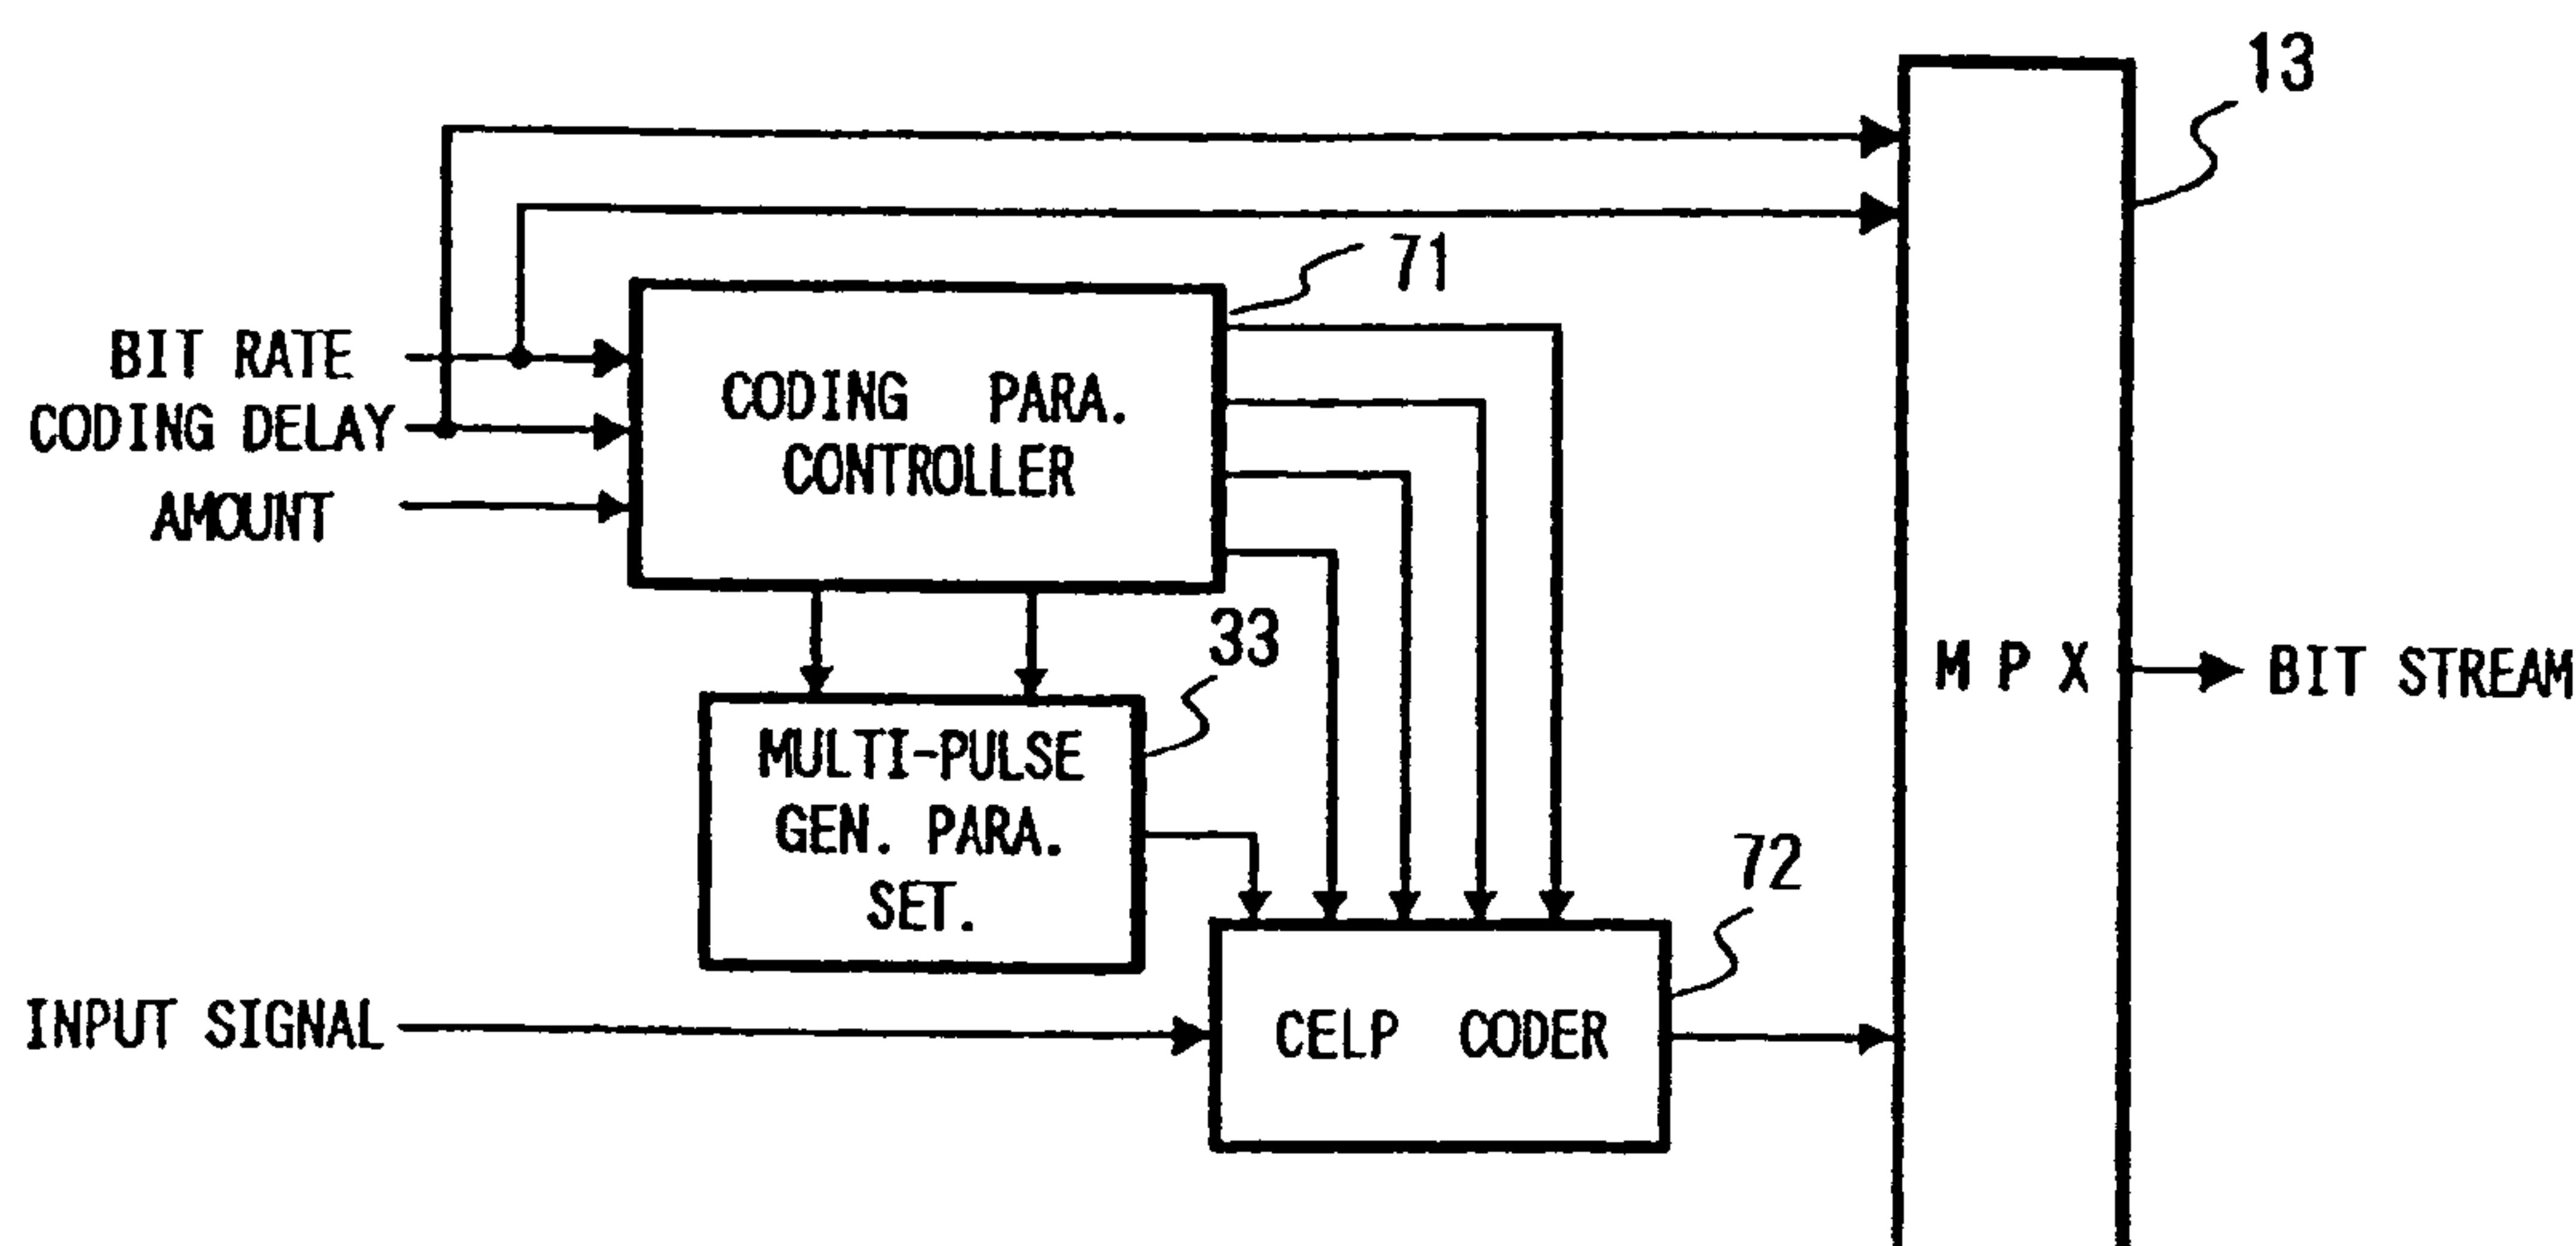 13
71
BIT RATE
CODING DELAY
AMOUNT
CODING PARA.
CONTROLLER
33
MULTI-PULSE
GEN. PARA.
SET.
MPX
BIT STREAM
72
INPUT SIGNAL
CELP CODER